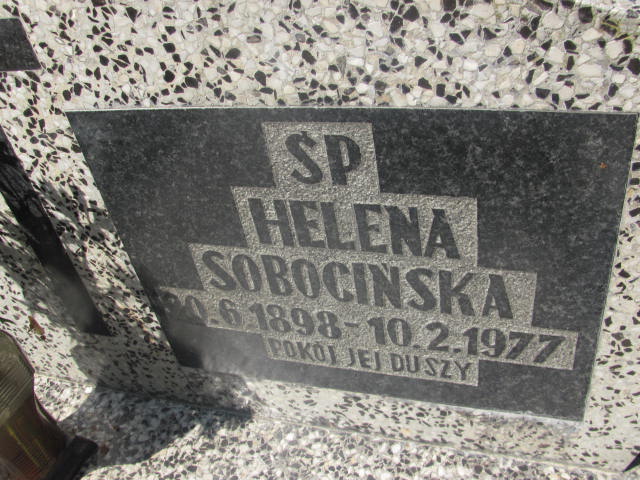 ŚP
HELENA
SOBOCIŃSKA
20.6.1898-10.2.1977
POKÓJ JEJ DUSZY